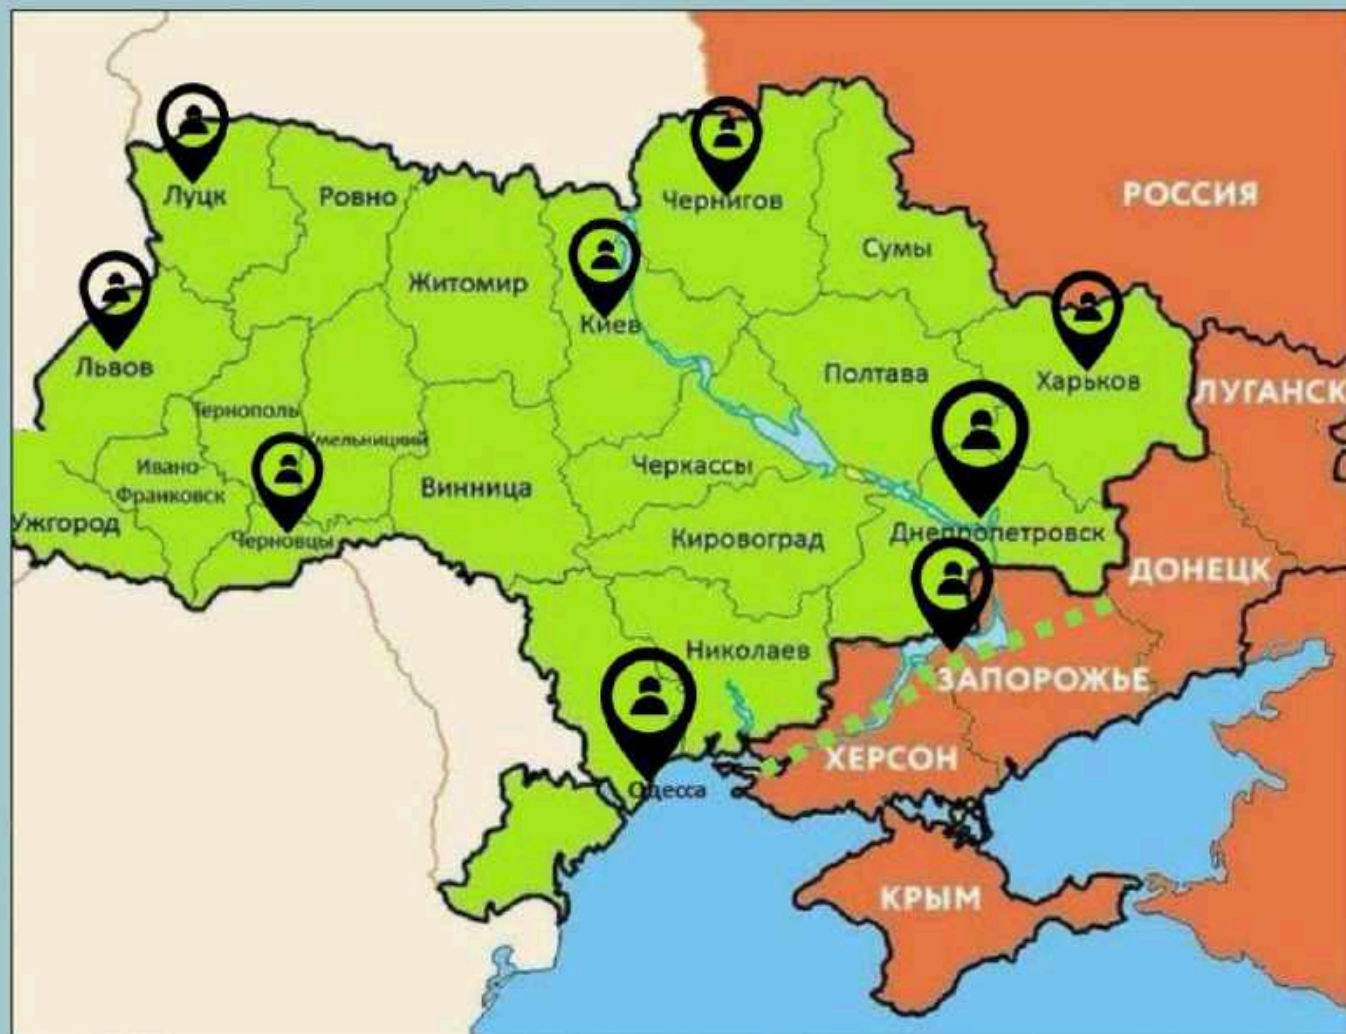 Луцк
Ровно
Чернигов
РОССИЯ
Сумы
Житомир
Киев
Львов
Полтава
Харьков
ЛУГАНСК
Тернополь
Хмельницкий
Ивано-
Франковск
Винница
Черкассы
Ужгород
Черновцы
Кировоград
Днепропетровск
ДОНЕЦК
Николаев
ЗАПОРОЖЬЕ
ХЕРСОН
Одесса
КРЫМ